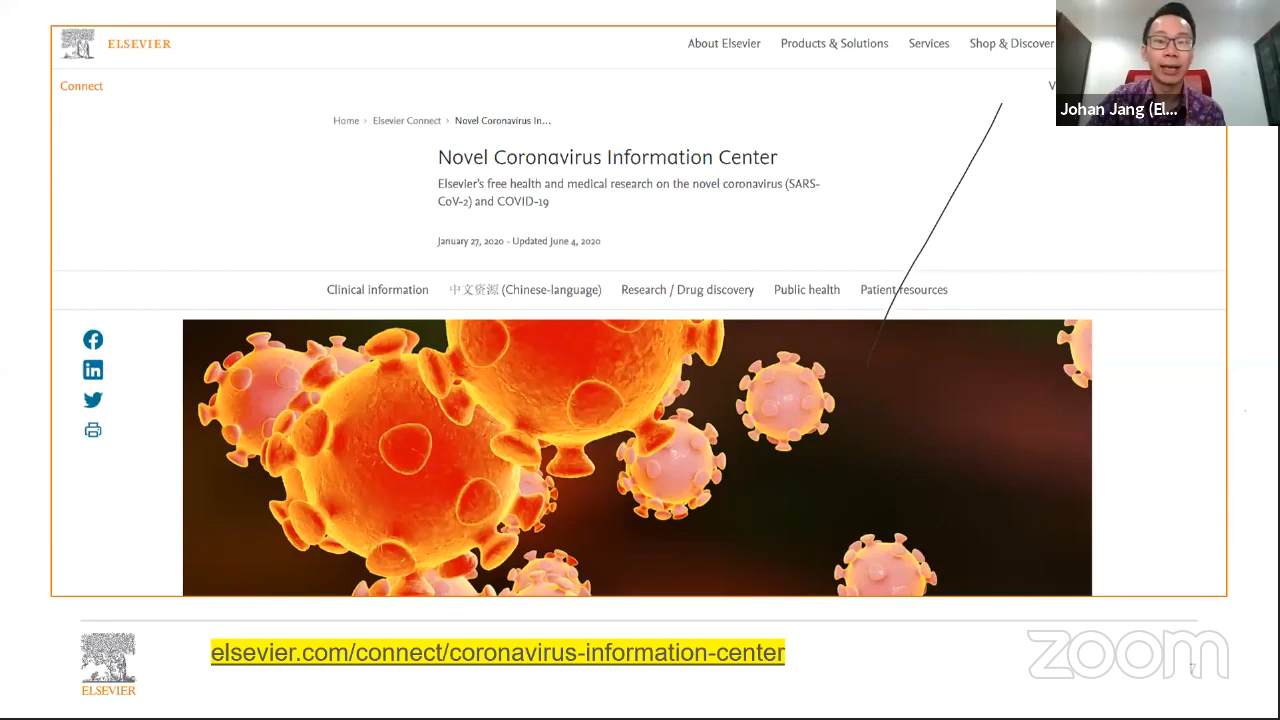 ELSEVIER
About Elsevier
Products & Solutions
Services
Shop & Discover
Connect
V
Johan Jang (El...
Home > Elsevier Connect > Novel Coronavirus In...
Novel Coronavirus Information Center
Elsevier's free health and medical research on the novel coronavirus (SARS-
CoV-2) and COVID-19
January 27, 2020 - Updated June 4, 2020
Clinical information
中文资源 (Chinese-language)
Research / Drug discovery
Public health
Patient resources
elsevier.com/connect/coronavirus-information-center
ELSEVIER
zoom
7